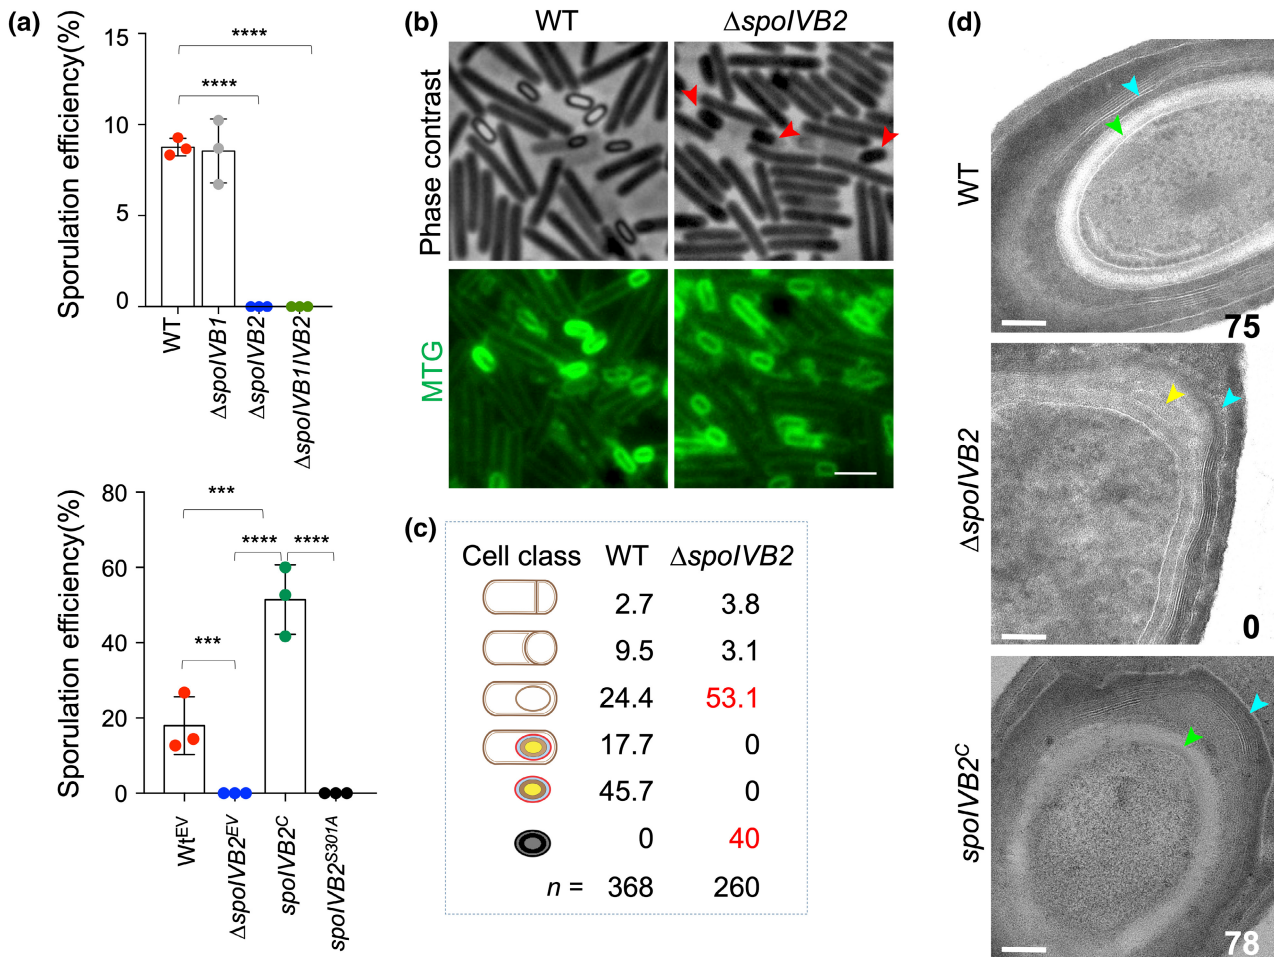 (a)
Sporulation efficiency(%)
15
10
5
0
****
****
WT
ΔspoIVB1
ΔspoIVB2
ΔspoIVB1IVB2
Sporulation efficiency(%)
80
60
40
20
0
***
****
****
***
Wt^EV
ΔspoIVB2^EV
spoIVB2^C
spoIVB2^S301A
(b)
WT
ΔspoIVB2
Phase contrast
MTG
(c)
Cell class WT ΔspoIVB2
2.7 3.8
9.5 3.1
24.4 53.1
17.7 0
45.7 0
0 40
n = 368 260
(d)
WT
75
ΔspoIVB2
0
spoIVB2^C
78